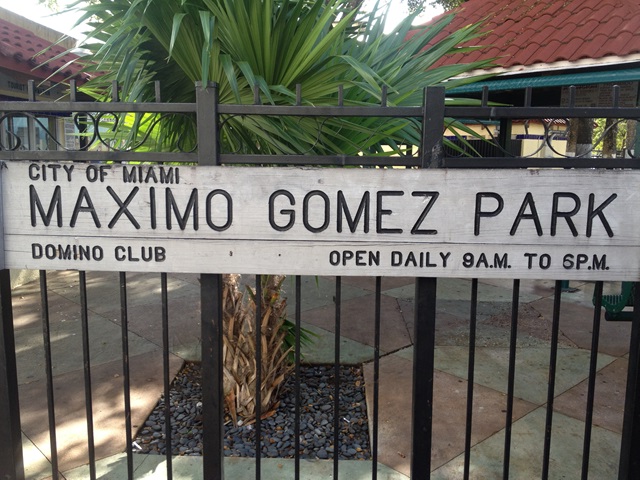 CITY OF MIAMI
MAXIMO GOMEZ PARK
DOMINO CLUB OPEN DAILY 9A.M. TO 6P.M.